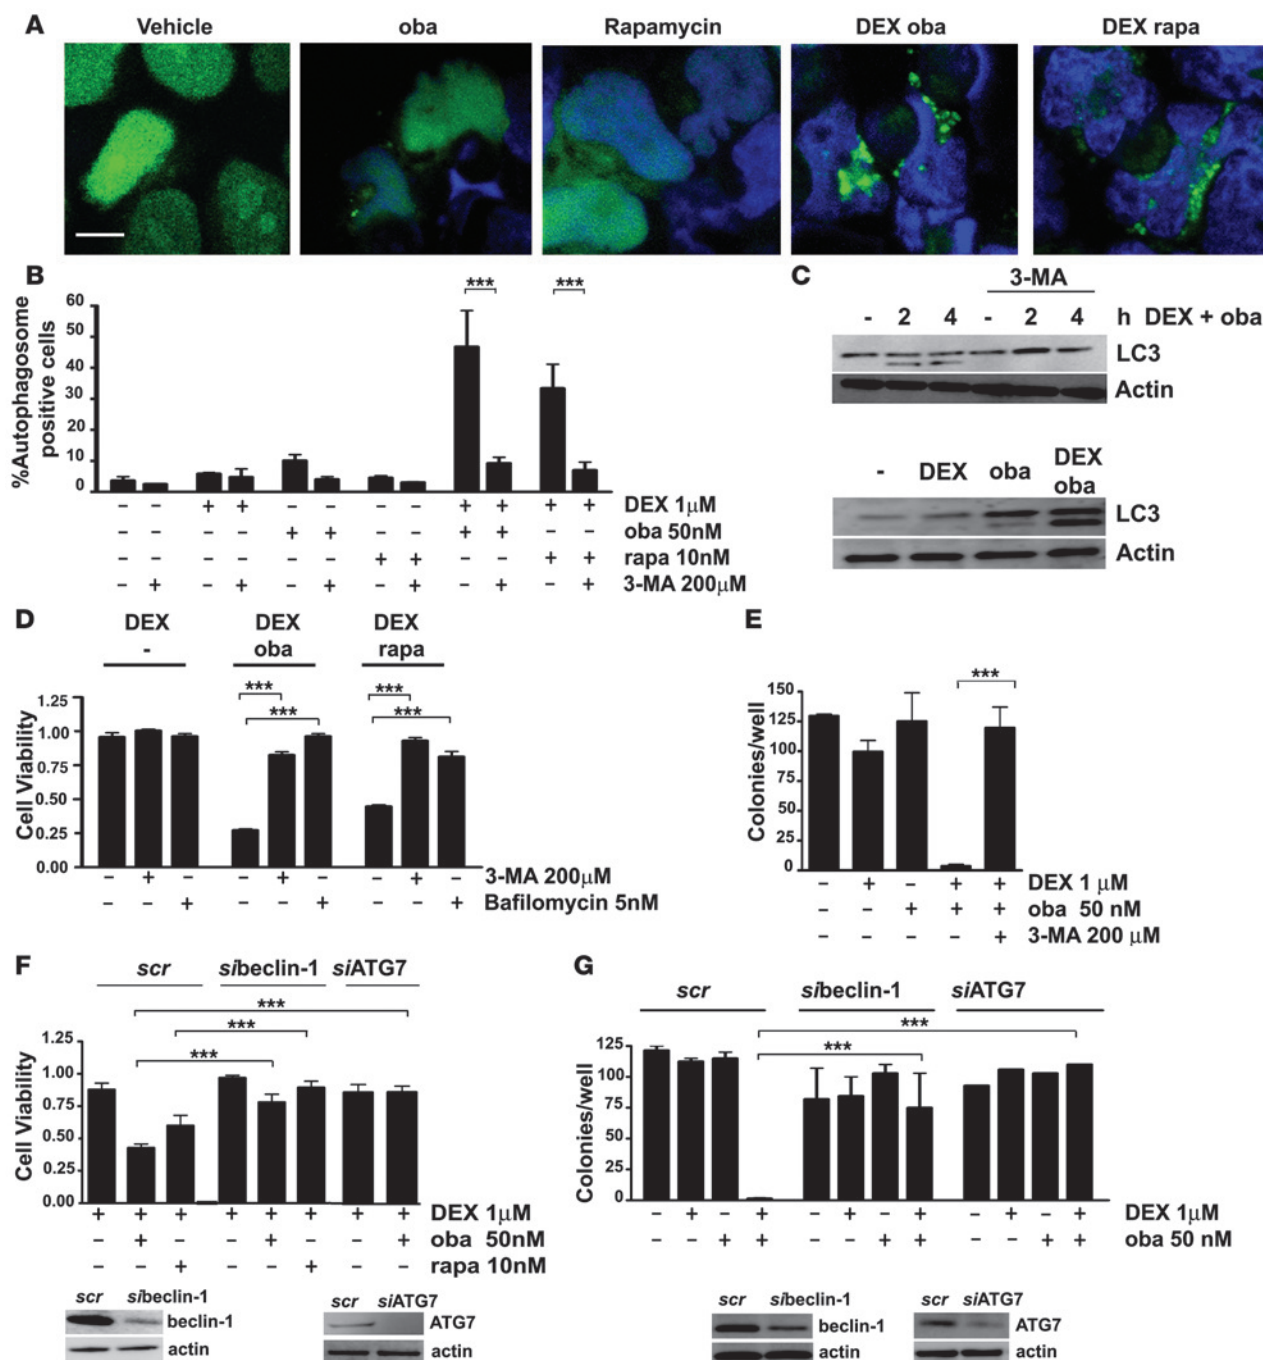 A
Vehicle oba Rapamycin DEX oba DEX rapa
B
%Autophagosome
positive cells
60
50
40
30
20
10
0
*** ***
– – + + – – – – + + + + DEX 1µM
– – – – + + – – + + – – oba 50nM
– – – – – – + + – – + + rapa 10nM
– + – + – + – + – + – + 3-MA 200µM
C
3-MA
- 2 4 - 2 4 h DEX + oba
LC3
Actin
- DEX oba DEX
oba
LC3
Actin
D
DEX DEX DEX
- oba rapa
Cell Viability
1.25
1.00
0.75
0.50
0.25
0.00
*** ***
*** ***
– + – – + – – + – 3-MA 200µM
– – + – – + – – + Bafilomycin 5nM
E
Colonies/well
150
125
100
75
50
25
0
***
– + – + + DEX 1 µM
– – + + + oba 50 nM
– – – – + 3-MA 200 µM
F
scr sibeclin-1 siATG7
Cell Viability
1.25
1.00
0.75
0.50
0.25
0.00
***
***
***
+ + + + + + + + DEX 1µM
– + – – + – – + oba 50nM
– – + – – + – – rapa 10nM
scr sibeclin-1
beclin-1
actin
scr siATG7
ATG7
actin
G
scr sibeclin-1 siATG7
Colonies/well
125
100
75
50
25
0
***
***
– + – + – + – + – + – + DEX 1µM
– – + + – – + + – – + + oba 50 nM
scr sibeclin-1
beclin-1
actin
scr siATG7
ATG7
actin